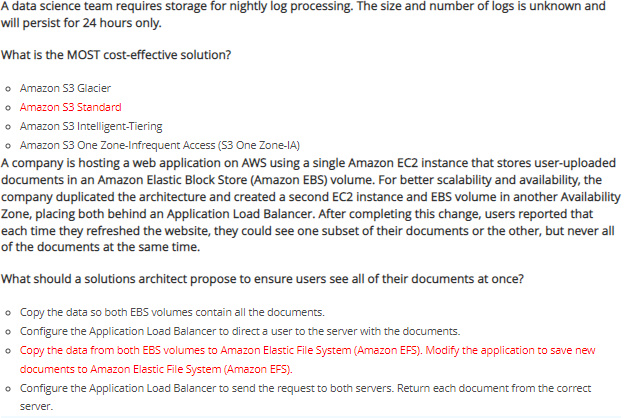 A data science team requires storage for nightly log processing. The size and number of logs is unknown and
will persist for 24 hours only.
What is the MOST cost-effective solution?
Amazon S3 Glacier
Amazon S3 Standard
Amazon S3 Intelligent-Tiering
Amazon S3 One Zone-Infrequent Access (S3 One Zone-IA)
A company is hosting a web application on AWS using a single Amazon EC2 instance that stores user-uploaded
documents in an Amazon Elastic Block Store (Amazon EBS) volume. For better scalability and availability, the
company duplicated the architecture and created a second EC2 instance and EBS volume in another Availability
Zone, placing both behind an Application Load Balancer. After completing this change, users reported that
each time they refreshed the website, they could see one subset of their documents or the other, but never all
of the documents at the same time.
What should a solutions architect propose to ensure users see all of their documents at once?
Copy the data so both EBS volumes contain all the documents.
Configure the Application Load Balancer to direct a user to the server with the documents.
Copy the data from both EBS volumes to Amazon Elastic File System (Amazon EFS). Modify the application to save new
documents to Amazon Elastic File System (Amazon EFS).
Configure the Application Load Balancer to send the request to both servers. Return each document from the correct
server.